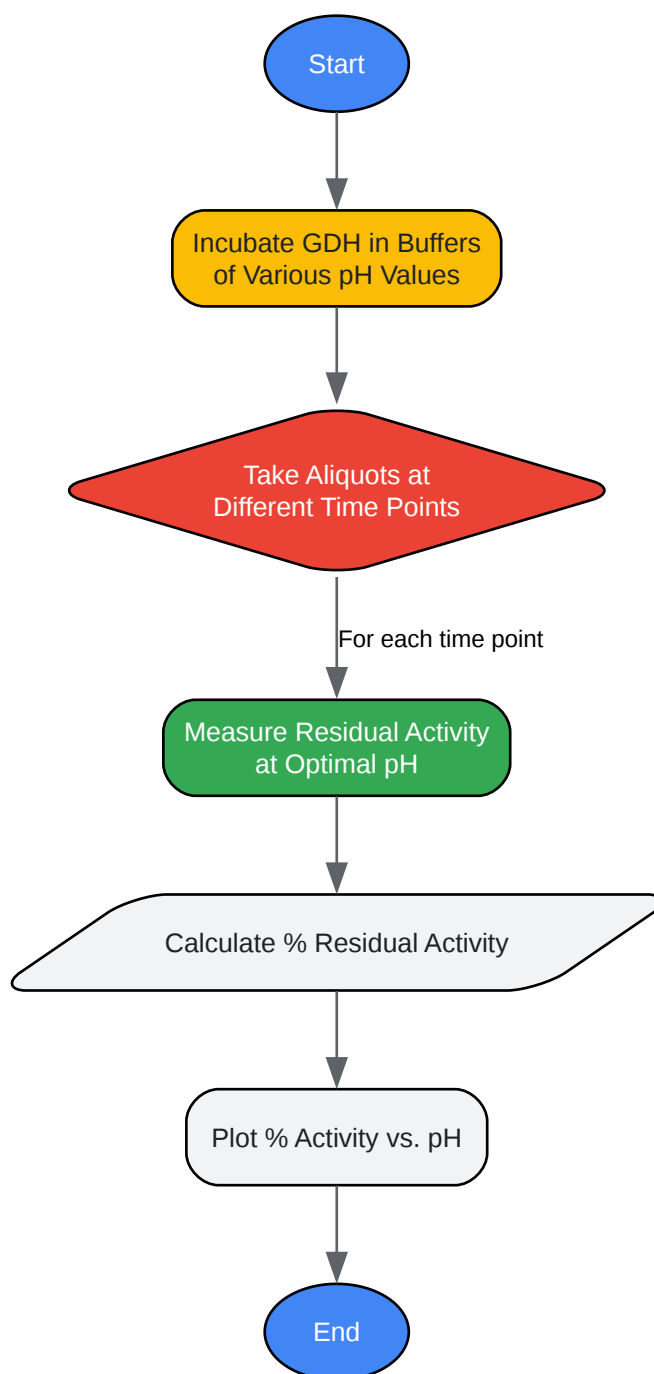 Start
Incubate GDH in Buffers
of Various pH Values
Take Aliquots at
Different Time Points
For each time point
Measure Residual Activity
at Optimal pH
Calculate % Residual Activity
Plot % Activity vs. pH
End